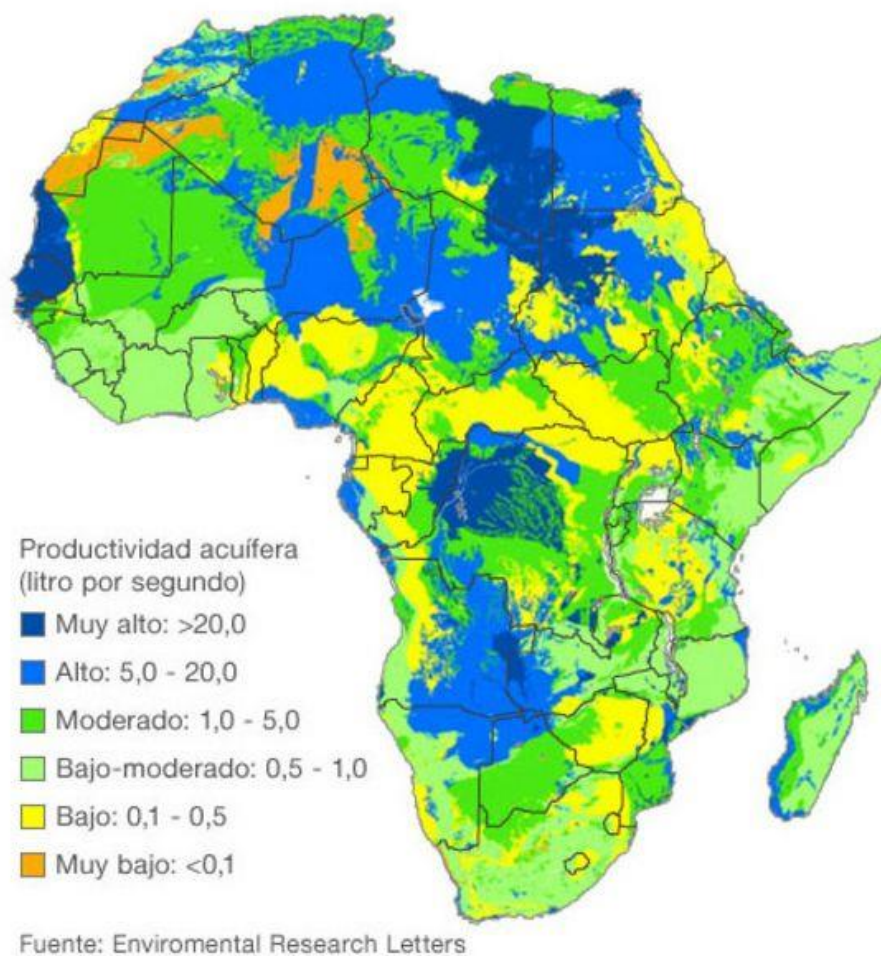 Productividad acuífera
(litro por segundo)
Muy alto: >20,0
Alto: 5,0 - 20,0
Moderado: 1,0 - 5,0
Bajo-moderado: 0,5 - 1,0
Bajo: 0,1 - 0,5
Muy bajo: <0,1
Fuente: Enviromental Research Letters